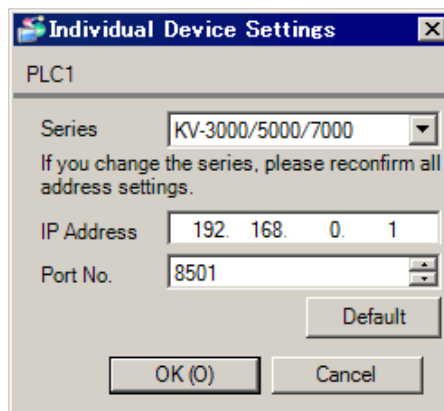 Individual Device Settings
PLC1
Series KV-3000/5000/7000
If you change the series, please reconfirm all
address settings.
IP Address 192. 168. 0. 1
Port No. 8501
Default
OK (O) Cancel